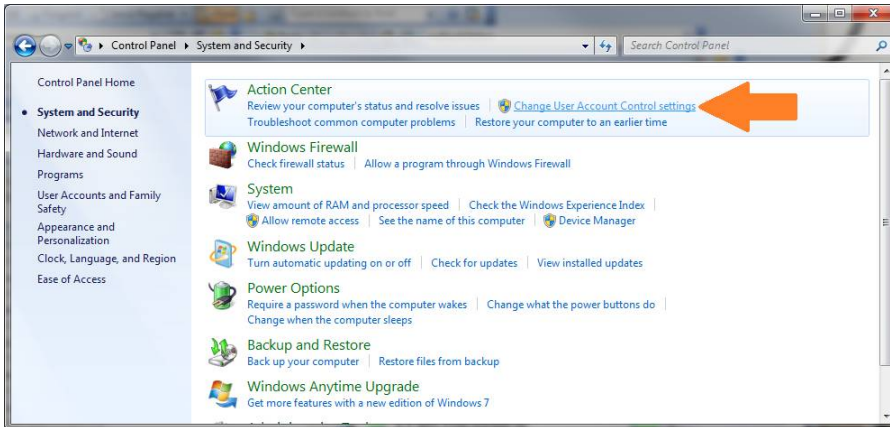 Control Panel ▸ System and Security ▸
Search Control Panel
Control Panel Home
System and Security
Network and Internet
Hardware and Sound
Programs
User Accounts and Family
Safety
Appearance and
Personalization
Clock, Language, and Region
Ease of Access
Action Center
Review your computer's status and resolve issues | Change User Account Control settings
Troubleshoot common computer problems | Restore your computer to an earlier time
Windows Firewall
Check firewall status | Allow a program through Windows Firewall
System
View amount of RAM and processor speed | Check the Windows Experience Index |
Allow remote access | See the name of this computer | Device Manager
Windows Update
Turn automatic updating on or off | Check for updates | View installed updates
Power Options
Require a password when the computer wakes | Change what the power buttons do |
Change when the computer sleeps
Backup and Restore
Back up your computer | Restore files from backup
Windows Anytime Upgrade
Get more features with a new edition of Windows 7